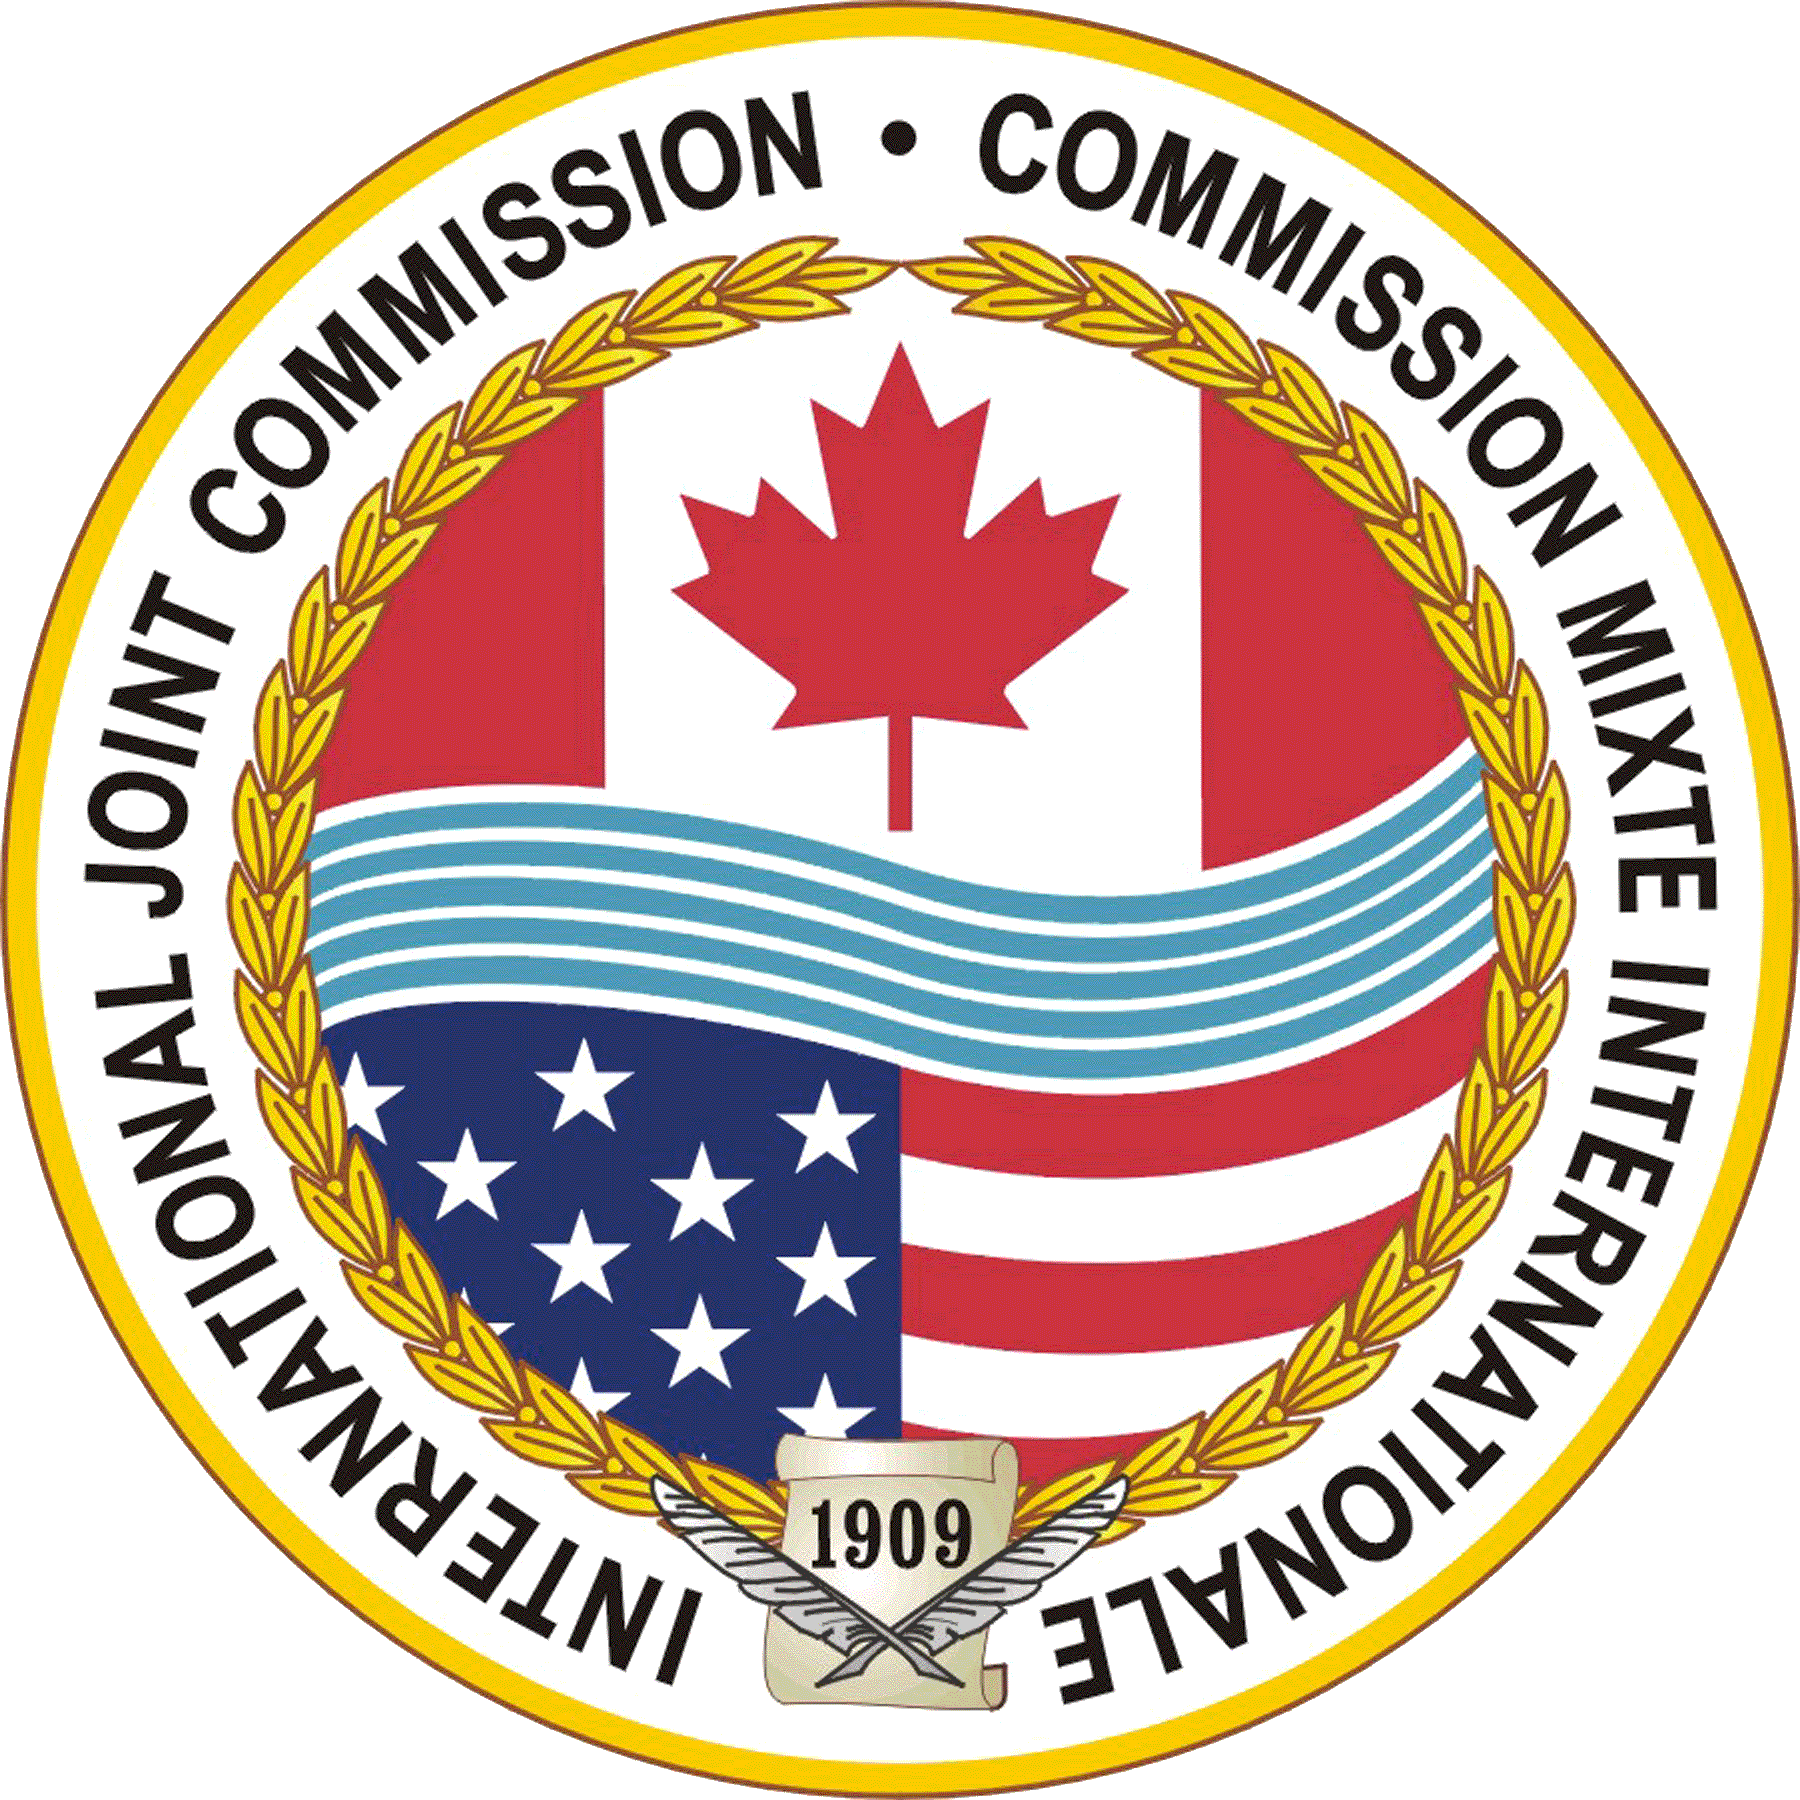 INTERNATIONAL JOINT COMMISSION • COMMISSION MIXTE INTERNATIONALE
1909